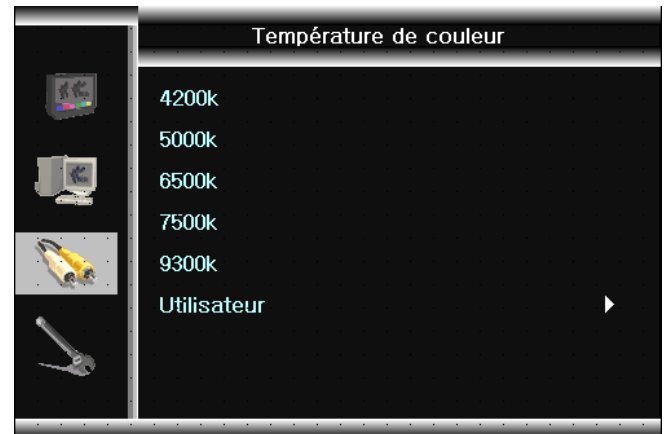 Température de couleur
4200k
5000k
6500k
7500k
9300k
Utilisateur